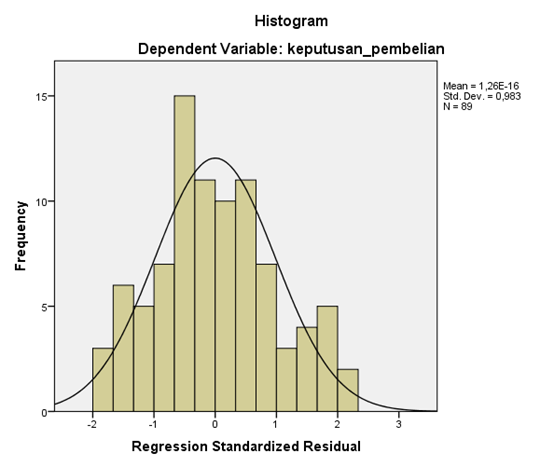 Histogram
Dependent Variable: keputusan_pembelian
Mean = 1,26E-16
Std. Dev. = 0,983
N = 89
Frequency
15
10
5
0
-2 -1 0 1 2 3
Regression Standardized Residual